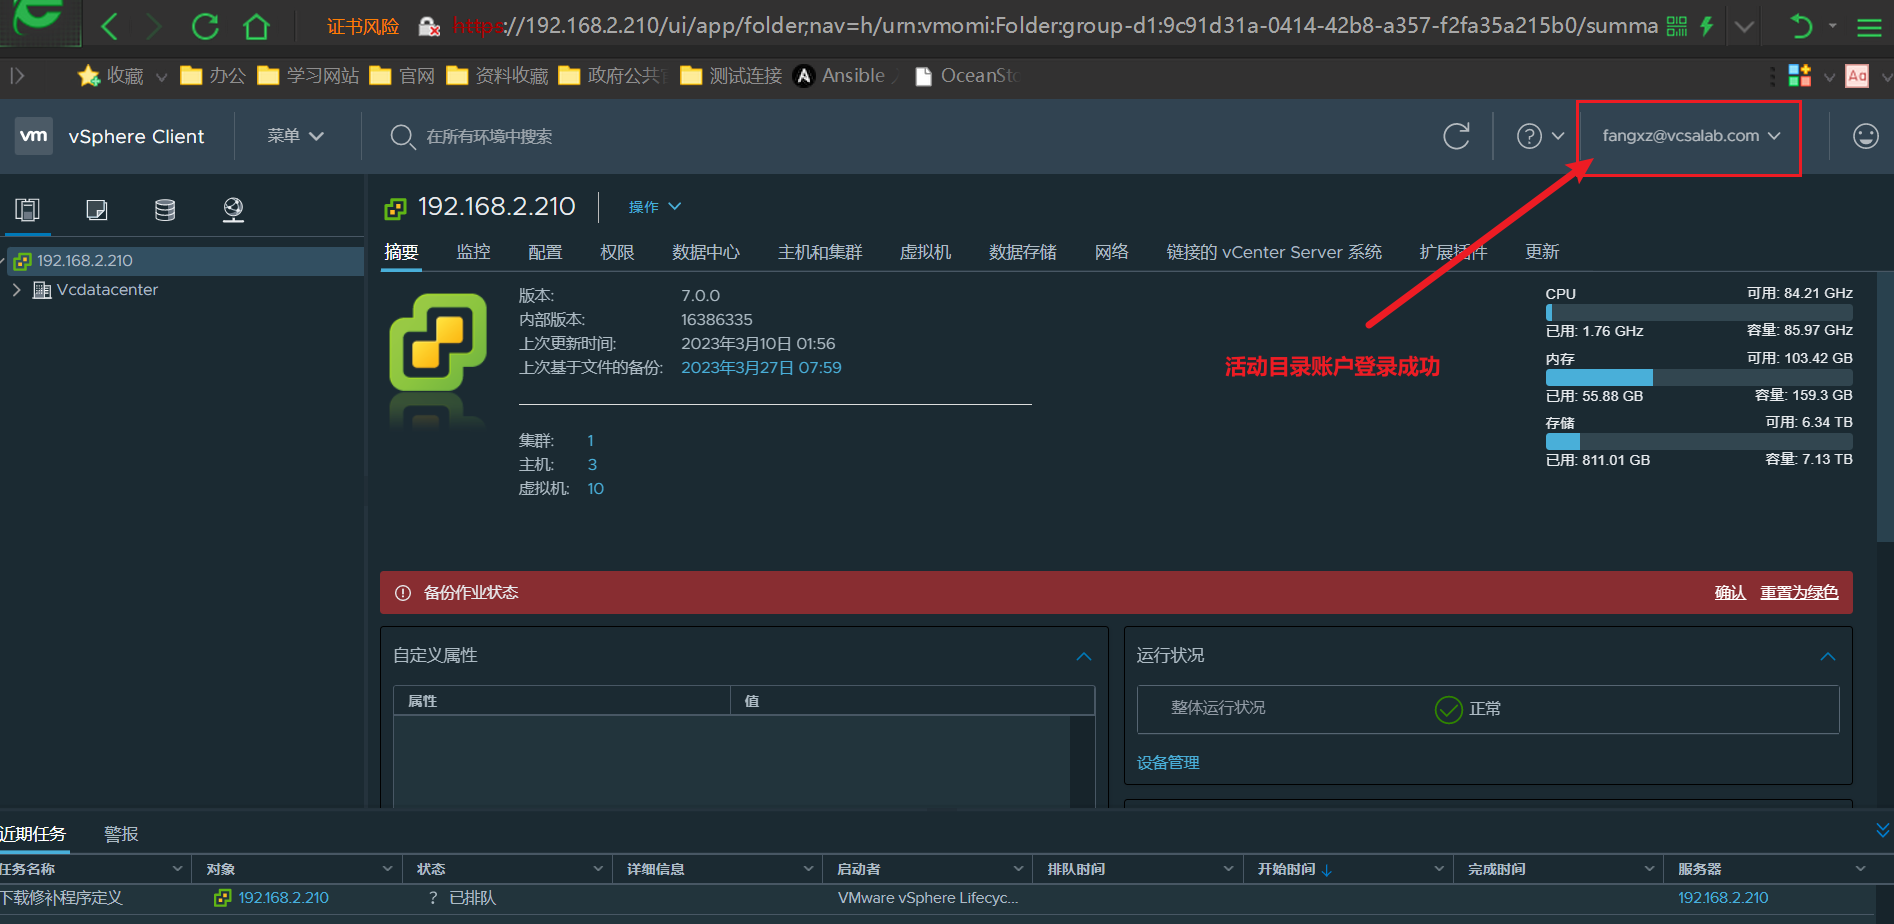 证书风险 https://192.168.2.210/ui/app/folder;nav=h/urn:vmomi:Folder:group-d1:9c91d31a-0414-42b8-a357-f2fa35a215b0/summa
收藏 办公 学习网站 官网 资料收藏 政府公共 测试连接 A Ansible OceanSto Aa
vm vSphere Client 菜单 在所有环境中搜索 ? fangxz@vcsalab.com
192.168.2.210 操作
摘要 监控 配置 权限 数据中心 主机和集群 虚拟机 数据存储 网络 链接的 vCenter Server 系统 扩展插件 更新
192.168.2.210
Vcdatacenter
版本: 7.0.0
内部版本: 16386335
上次更新时间: 2023年3月10日 01:56
上次基于文件的备份: 2023年3月27日 07:59
集群: 1
主机: 3
虚拟机: 10
活动目录账户登录成功
CPU 可用: 84.21 GHz
已用: 1.76 GHz 容量: 85.97 GHz
内存 可用: 103.42 GB
已用: 55.88 GB 容量: 159.3 GB
存储 可用: 6.34 TB
已用: 811.01 GB 容量: 7.13 TB
备份作业状态 确认 重置为绿色
自定义属性
属性 值
运行状况
整体运行状况 正常
设备管理
近期任务 警报
任务名称 对象 状态 详细信息 启动者 排队时间 开始时间 ↓ 完成时间 服务器
下载修补程序定义 192.168.2.210 ? 已排队 VMware vSphere Lifecyc... 192.168.2.210